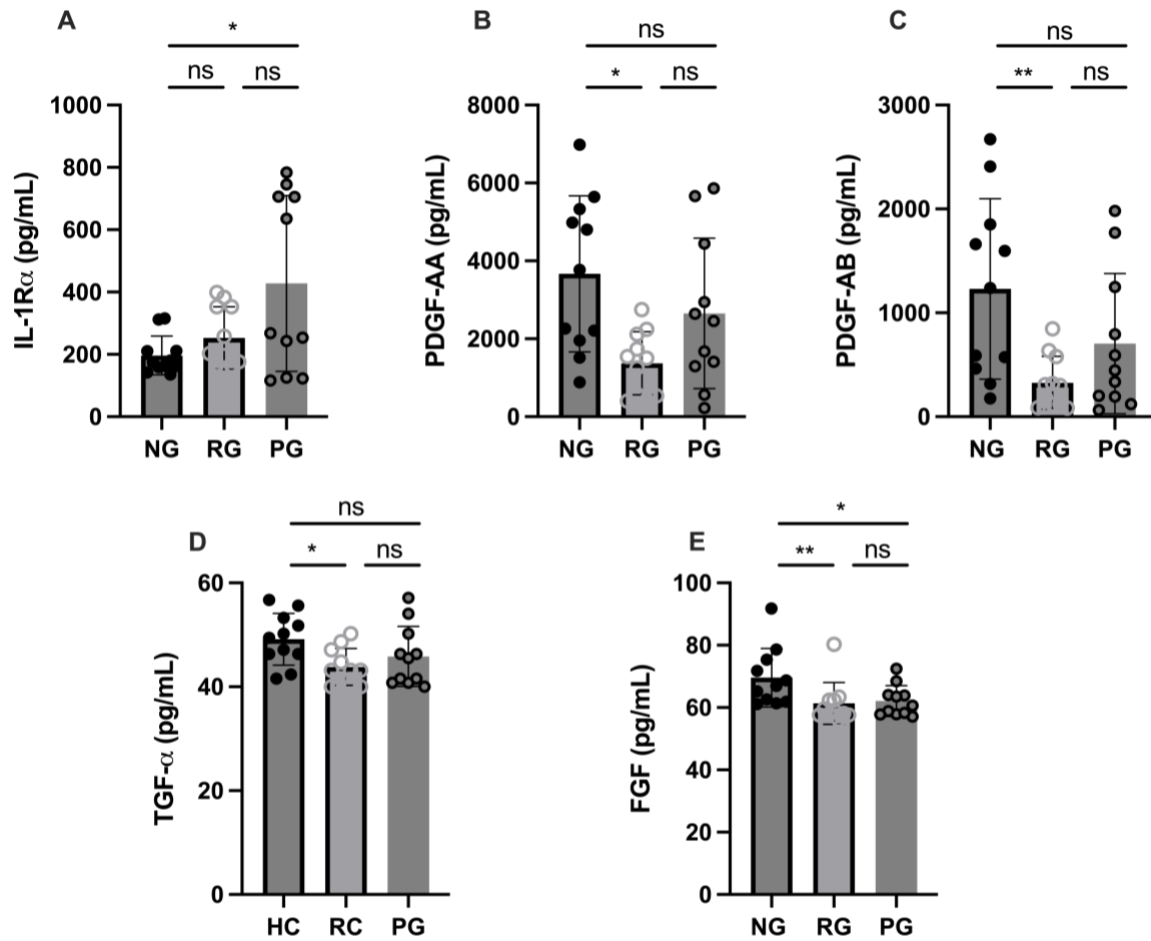 A
*
ns ns
IL-1Rα (pg/mL)
1000
800
600
400
200
0
NG RG PG
B
ns
* ns
PDGF-AA (pg/mL)
8000
6000
4000
2000
0
NG RG PG
C
ns
** ns
PDGF-AB (pg/mL)
3000
2000
1000
0
NG RG PG
D
ns
* ns
TGF-α (pg/mL)
60
40
20
0
HC RC PG
E
*
** ns
FGF (pg/mL)
100
80
60
40
20
0
NG RG PG